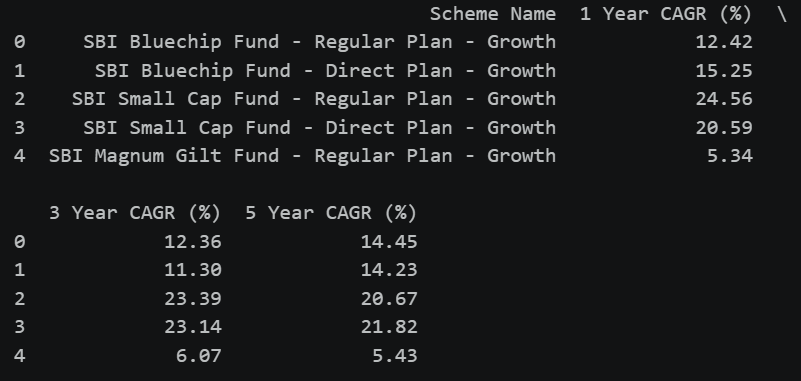 Scheme Name 1 Year CAGR (%) \
0 SBI Bluechip Fund - Regular Plan - Growth 12.42
1 SBI Bluechip Fund - Direct Plan - Growth 15.25
2 SBI Small Cap Fund - Regular Plan - Growth 24.56
3 SBI Small Cap Fund - Direct Plan - Growth 20.59
4 SBI Magnum Gilt Fund - Regular Plan - Growth 5.34
3 Year CAGR (%) 5 Year CAGR (%)
0 12.36 14.45
1 11.30 14.23
2 23.39 20.67
3 23.14 21.82
4 6.07 5.43